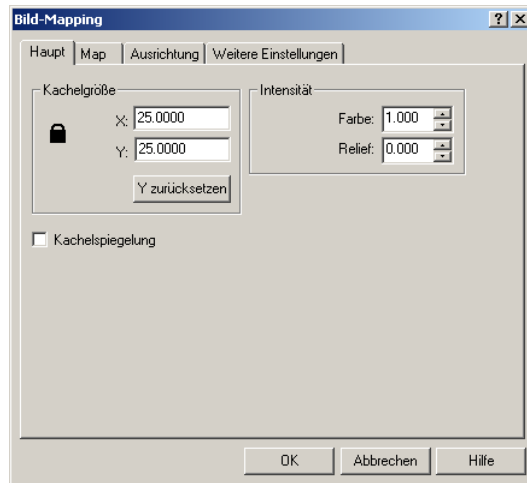 Bild-Mapping
Haupt Map Ausrichtung Weitere Einstellungen
Kachelgröße
X: 25.0000
Y: 25.0000
Y zurücksetzen
Intensität
Farbe: 1.000
Relief: 0.000
Kachelspiegelung
OK Abbrechen Hilfe